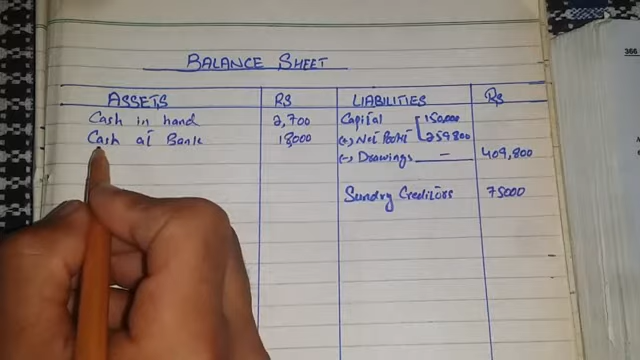 BALANCE SHEET
ASSETS RS LIABILITIES RS
Cash in hand 2,700 Capital 150,000
Cash at Bank 18000 (+) Net Profit 259800
(-) Drawings — 409,800
Sundry Creditors 75000
366